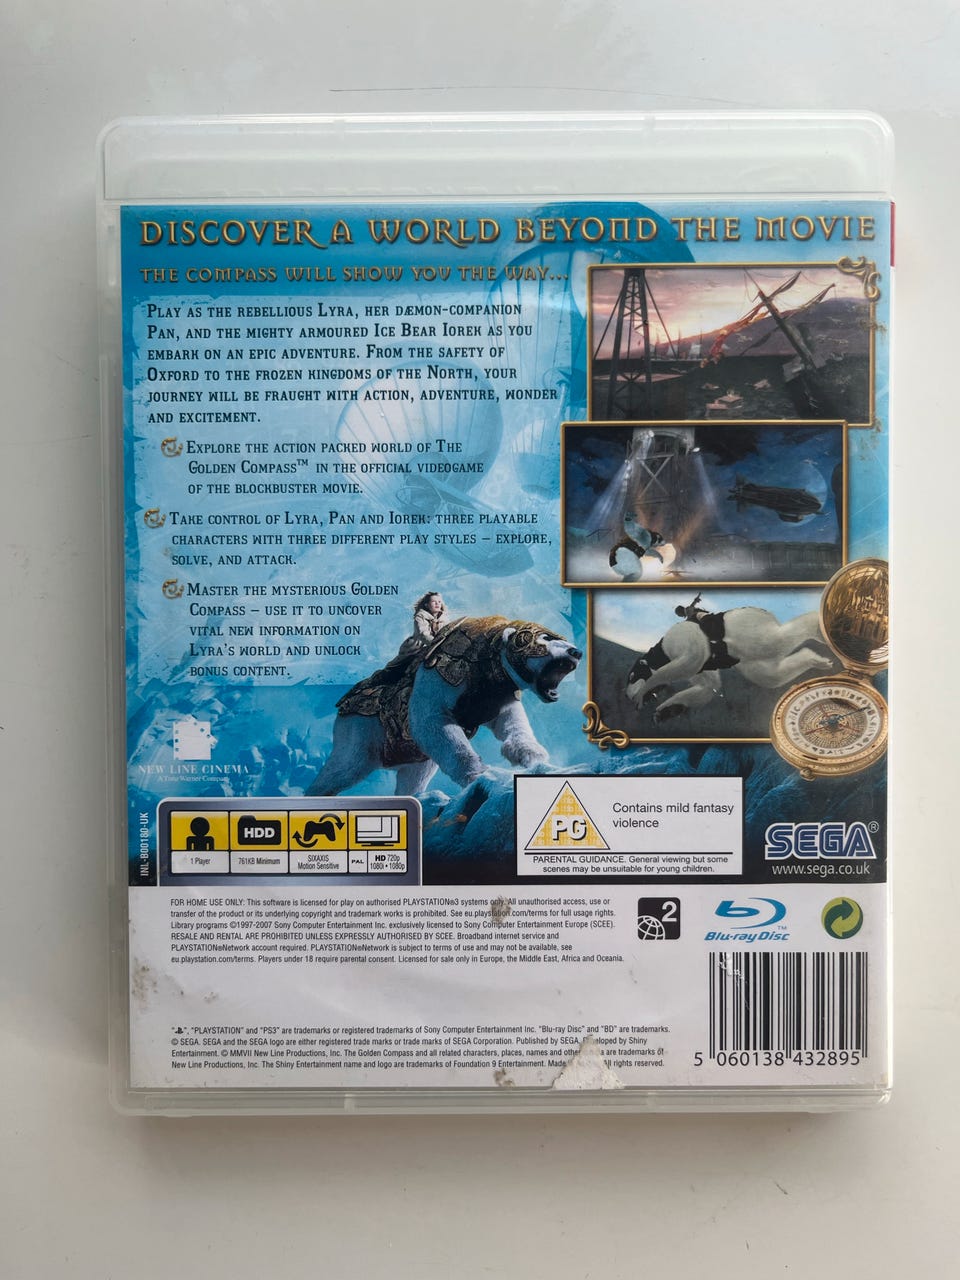 DISCOVER A WORLD BEYOND THE MOVIE
THE COMPASS WILL SHOW YOU THE WAY...
PLAY AS THE REBELLIOUS LYRA, HER DÆMON-COMPANION
PAN, AND THE MIGHTY ARMOURED ICE BEAR IOREK AS YOU
EMBARK ON AN EPIC ADVENTURE. FROM THE SAFETY OF
OXFORD TO THE FROZEN KINGDOMS OF THE NORTH, YOUR
JOURNEY WILL BE FRAUGHT WITH ACTION, ADVENTURE, WONDER
AND EXCITEMENT.
EXPLORE THE ACTION PACKED WORLD OF THE
GOLDEN COMPASS™ IN THE OFFICIAL VIDEOGAME
OF THE BLOCKBUSTER MOVIE.
TAKE CONTROL OF LYRA, PAN AND IOREK: THREE PLAYABLE
CHARACTERS WITH THREE DIFFERENT PLAY STYLES – EXPLORE,
SOLVE, AND ATTACK.
MASTER THE MYSTERIOUS GOLDEN
COMPASS – USE IT TO UNCOVER
VITAL NEW INFORMATION ON
LYRA'S WORLD AND UNLOCK
BONUS CONTENT.
NEW LINE CINEMA
A Time Warner Company
INL-B00180-UK
HDD
1 Player
761KB Minimum
SIXAXIS
Motion Sensitive
PAL
HD 720p
1080i • 1080p
PG
Contains mild fantasy
violence
PARENTAL GUIDANCE. General viewing but some
scenes may be unsuitable for young children.
SEGA®
www.sega.co.uk
FOR HOME USE ONLY: This software is licensed for play on authorised PLAYSTATION®3 systems only. All unauthorised access, use or
transfer of the product or its underlying copyright and trademark works is prohibited. See eu.playstation.com/terms for full usage rights.
Library programs ©1997-2007 Sony Computer Entertainment Inc. exclusively licensed to Sony Computer Entertainment Europe (SCEE).
RESALE AND RENTAL ARE PROHIBITED UNLESS EXPRESSLY AUTHORISED BY SCEE. Broadband internet service and
PLAYSTATION®Network account required. PLAYSTATION®Network is subject to terms of use and may not be available, see
eu.playstation.com/terms. Players under 18 require parental consent. Licensed for sale only in Europe, the Middle East, Africa and Oceania.
2
Blu-ray Disc™
"", "PLAYSTATION" and "PS3" are trademarks or registered trademarks of Sony Computer Entertainment Inc. "Blu-ray Disc" and "BD" are trademarks.
© SEGA. SEGA and the SEGA logo are either registered trade marks or trade marks of SEGA Corporation. Published by SEGA. by Shiny
Entertainment. © MMVII New Line Productions, Inc. The Golden Compass and all related characters, places, names and other are trademarks of
New Line Productions, Inc. The Shiny Entertainment name and logo are trademarks of Foundation 9 Entertainment. All rights reserved.
5 060138 432895